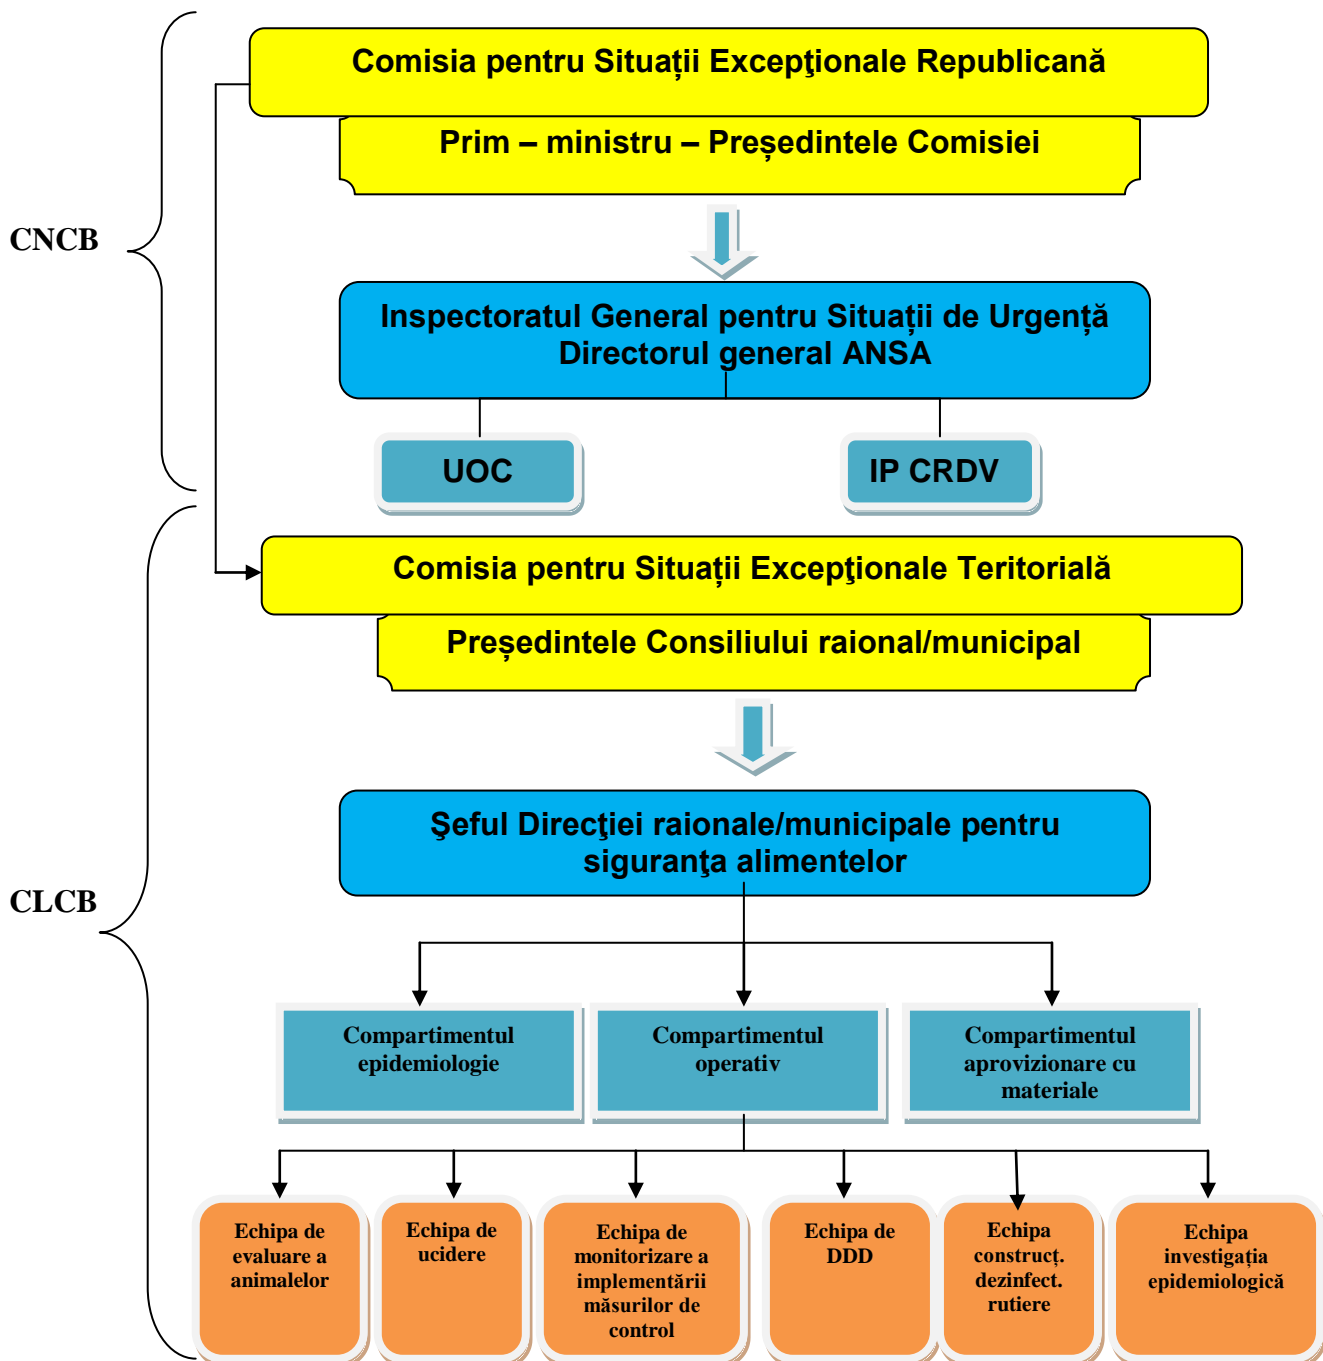 Comisia pentru Situații Excepţionale Republicană
Prim – ministru – Președintele Comisiei
CNCB
Inspectoratul General pentru Situații de Urgență
Directorul general ANSA
UOC
IP CRDV
Comisia pentru Situații Excepţionale Teritorială
Președintele Consiliului raional/municipal
Şeful Direcţiei raionale/municipale pentru
siguranţa alimentelor
CLCB
Compartimentul
epidemiologie
Compartimentul
operativ
Compartimentul
aprovizionare cu
materiale
Echipa de
evaluare a
animalelor
Echipa de
ucidere
Echipa de
monitorizare a
implementării
măsurilor de
control
Echipa de
DDD
Echipa
construcț.
dezinfect.
rutiere
Echipa
investigația
epidemiologică